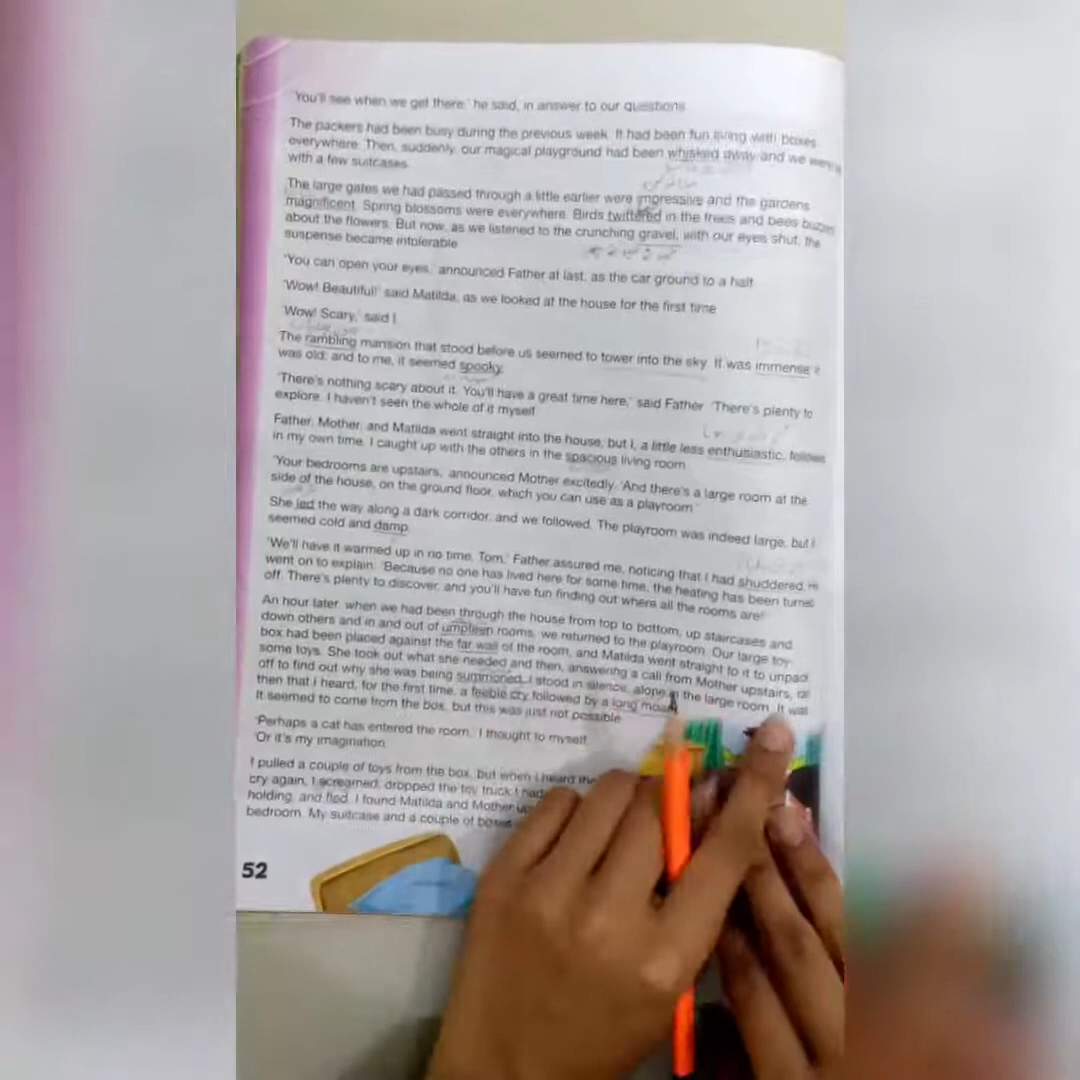 'You'll see when we get there,' he said, in answer to our questions.
The packers had been busy during the previous week. It had been fun living with boxes
everywhere. Then, suddenly, our magical playground had been whisked away and we were
with a few suitcases.
The large gates we had passed through a little earlier were impressive and the gardens
magnificent. Spring blossoms were everywhere. Birds twittered in the trees and bees buzzed
about the flowers. But now, as we listened to the crunching gravel, with our eyes shut, the
suspense became intolerable.
'You can open your eyes,' announced Father at last, as the car ground to a halt.
'Wow! Beautiful!' said Matilda, as we looked at the house for the first time.
'Wow! Scary,' said I.
The rambling mansion that stood before us seemed to tower into the sky. It was immense; it
was old; and to me, it seemed spooky.
'There's nothing scary about it. You'll have a great time here,' said Father. 'There's plenty to
explore. I haven't seen the whole of it myself.'
Father, Mother, and Matilda went straight into the house, but I, a little less enthusiastic, follow
in my own time. I caught up with the others in the spacious living room.
'Your bedrooms are upstairs,' announced Mother excitedly. 'And there's a large room at the
side of the house, on the ground floor, which you can use as a playroom.'
She led the way along a dark corridor, and we followed. The playroom was indeed large, but i
seemed cold and damp.
'We'll have it warmed up in no time, Tom,' Father assured me, noticing that I had shuddered. He
went on to explain. 'Because no one has lived here for some time, the heating has been turned
off. There's plenty to discover, and you'll have fun finding out where all the rooms are!'
An hour later, when we had been through the house from top to bottom, up staircases and
down others and in and out of umpteen rooms, we returned to the playroom. Our large toy
box had been placed against the far wall of the room, and Matilda went straight to it to unpack
some toys. She took out what she needed and then, answering a call from Mother upstairs, ra
off to find out why she was being summoned. I stood in silence, alone in the large room. It was
then that I heard, for the first time, a feeble cry followed by a long moa
It seemed to come from the box, but this was just not possible.
'Perhaps a cat has entered the room,' I thought to myself.
'Or it's my imagination.
I pulled a couple of toys from the box, but when I heard the
cry again, I screamed, dropped the toy truck I had
holding, and fled. I found Matilda and Mother up
bedroom. My suitcase and a couple of boxes
52